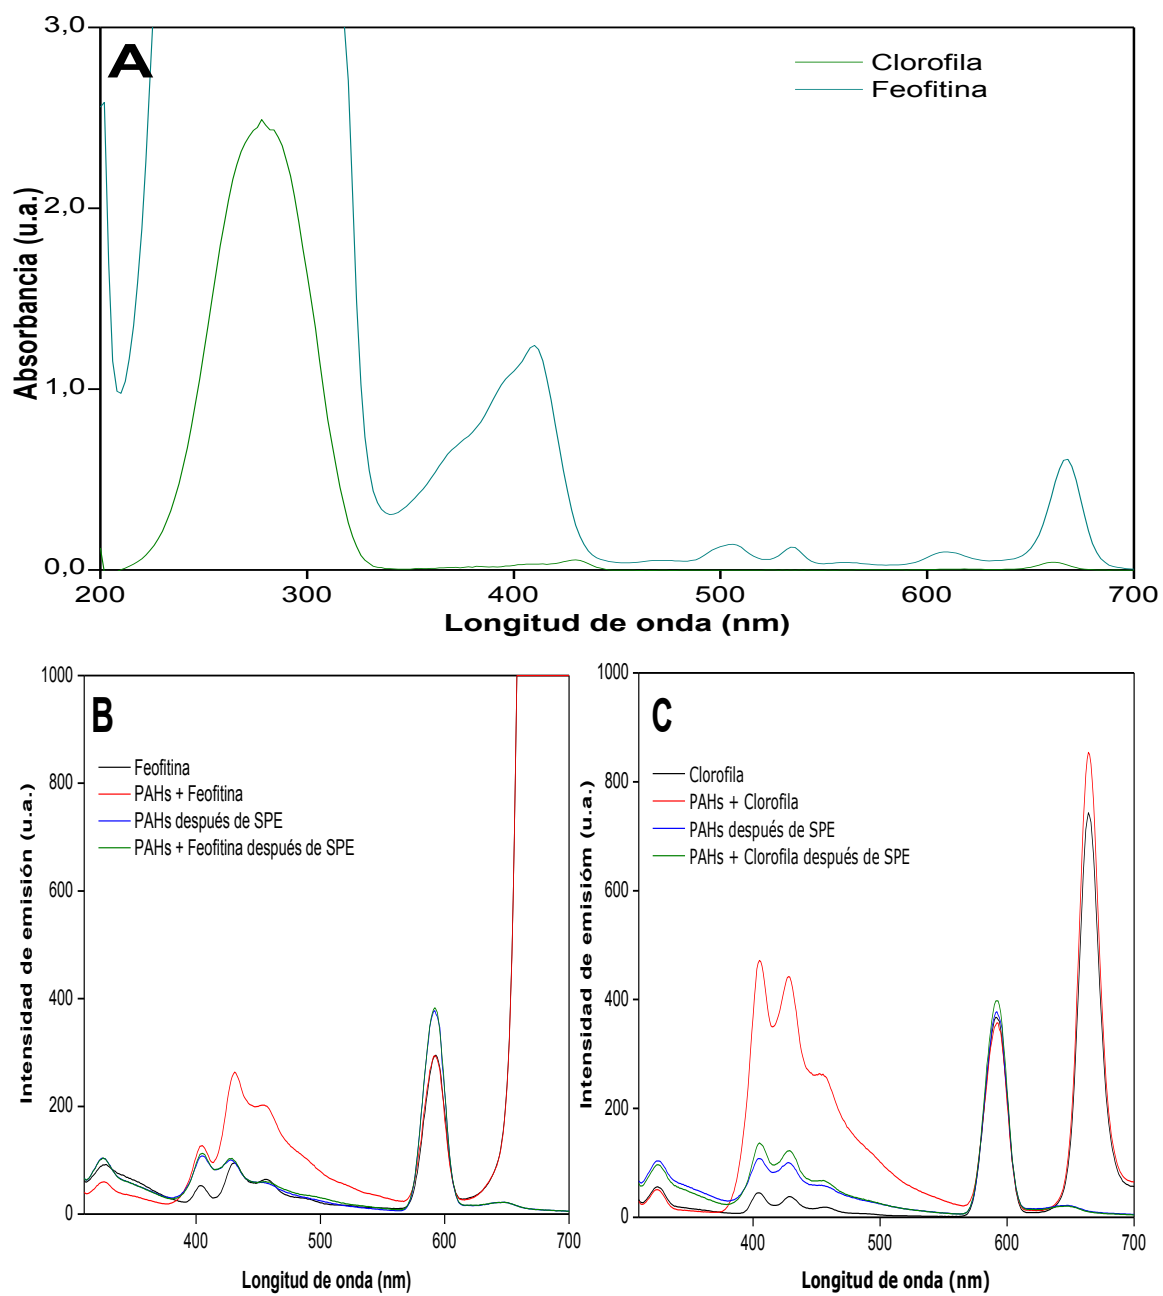 A
Clorofila
Feofitina
Absorbancia (u.a.)
3,0
2,0
1,0
0,0
200 300 400 500 600 700
Longitud de onda (nm)
B
Feofitina
PAHs + Feofitina
PAHs después de SPE
PAHs + Feofitina después de SPE
Intensidad de emisión (u.a.)
1000
800
600
400
200
0
400 500 600 700
Longitud de onda (nm)
C
Clorofila
PAHs + Clorofila
PAHs después de SPE
PAHs + Clorofila después de SPE
Intensidad de emisióm (u.a.)
1000
800
600
400
200
0
400 500 600 700
Longitud de onda (nm)